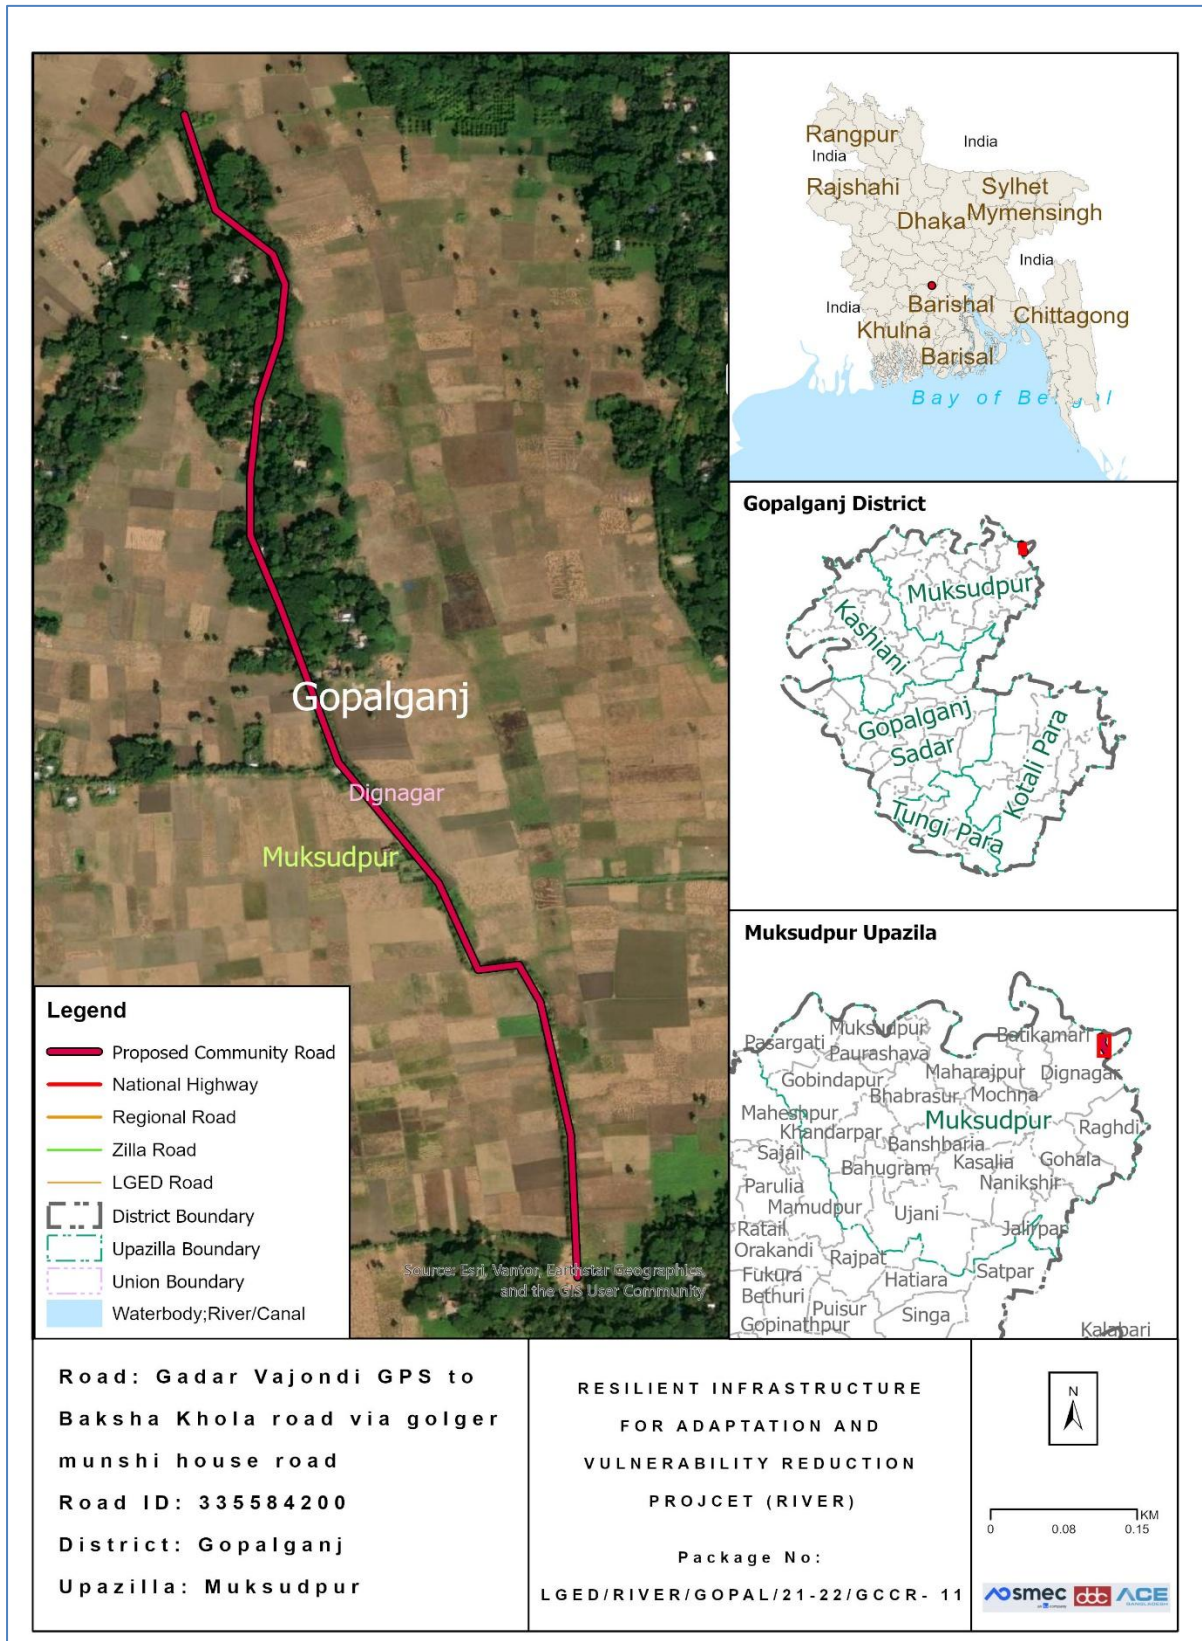 Gopalganj
Dignagar
Muksudpur
Source: Esri, Vantor, Earthstar Geographics,
and the GIS User Community
Legend
Proposed Community Road
National Highway
Regional Road
Zilla Road
LGED Road
District Boundary
Upazilla Boundary
Union Boundary
Waterbody;River/Canal
Rangpur
India
India
Rajshahi
Sylhet
Dhaka
Mymensingh
India
India
Barishal
Khulna
Chittagong
Barisal
Bay of Bengal
Gopalganj District
Muksudpur
Kashiani
Gopalganj
Sadar
Kotali Para
Tungi Para
Muksudpur Upazila
Muksudpur
Paurashava
Pasargati
Batikamari
Gobindapur
Maharajpur
Dignagar
Bhabrasur
Mochna
Maheshpur
Muksudpur
Raghdi
Khandarpar
Banshbaria
Sajail
Bahugram
Kasalia
Gohala
Parulia
Nanikshir
Mamudpur
Ujani
Ratail
Jalirpar
Orakandi
Rajpat
Satpar
Fukura
Hatiara
Bethuri
Puisur
Singa
Gopinathpur
Kalabari
Road: Gadar Vajondi GPS to
Baksha Khola road via golger
munshi house road
Road ID: 335584200
District: Gopalganj
Upazilla: Muksudpur
RESILIENT INFRASTRUCTURE
FOR ADAPTATION AND
VULNERABILITY REDUCTION
PROJCET (RIVER)
Package No:
LGED/RIVER/GOPAL/21-22/GCCR- 11
N
KM
0 0.08 0.15
smec
ddc
ACE
BANGLADESH